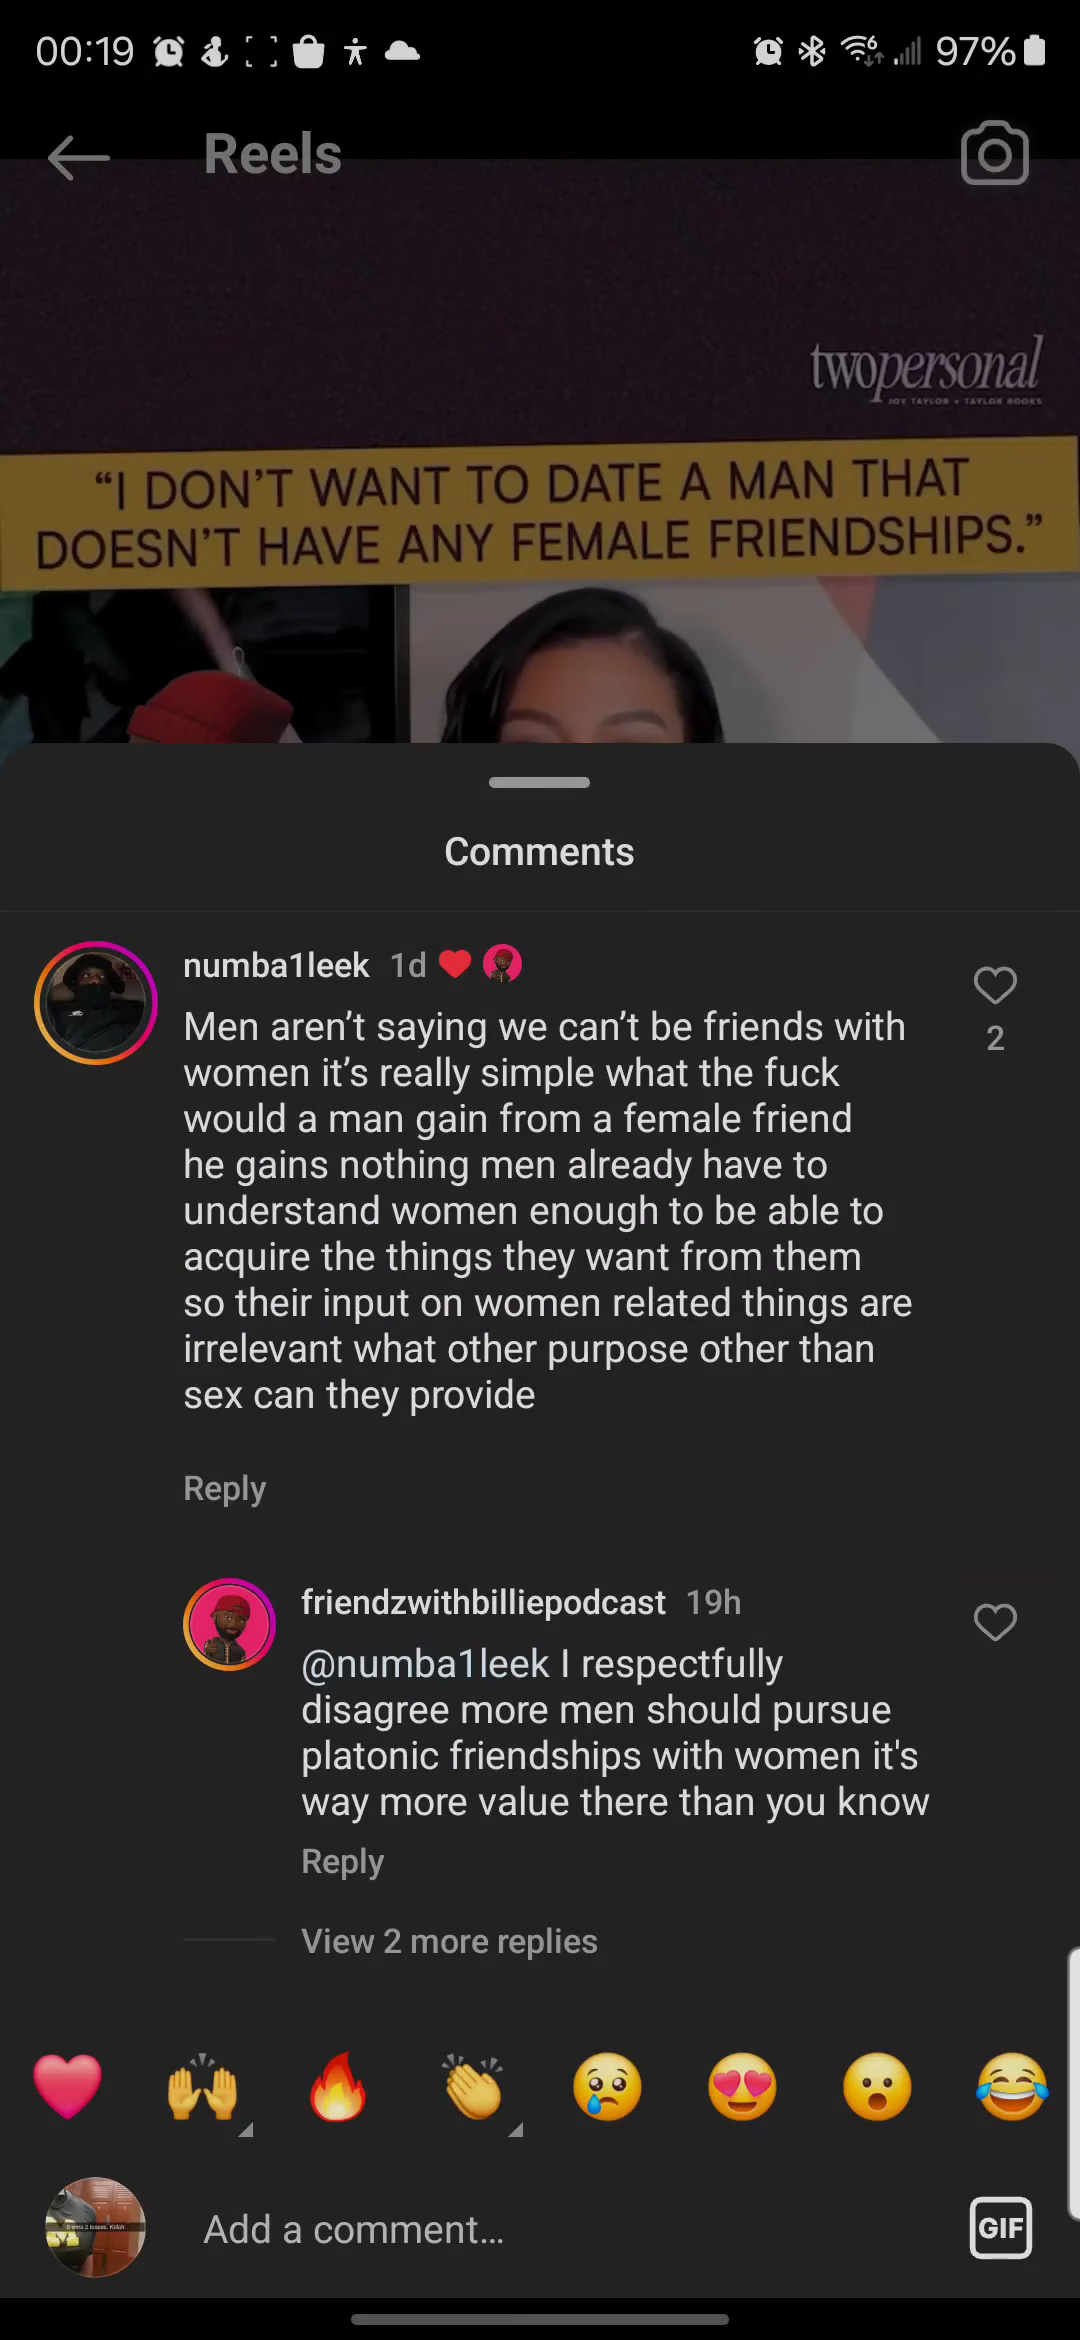 00:19
6
97%
Reels
twopersonal
JOY TAYLOR • TAYLOR ROOKS
“I DON’T WANT TO DATE A MAN THAT
DOESN’T HAVE ANY FEMALE FRIENDSHIPS.”
Comments
numba1leek 1d
Men aren’t saying we can’t be friends with
women it’s really simple what the fuck
would a man gain from a female friend
he gains nothing men already have to
understand women enough to be able to
acquire the things they want from them
so their input on women related things are
irrelevant what other purpose other than
sex can they provide
2
Reply
friendzwithbilliepodcast 19h
@numba1leek I respectfully
disagree more men should pursue
platonic friendships with women it's
way more value there than you know
Reply
View 2 more replies
Add a comment…
GIF